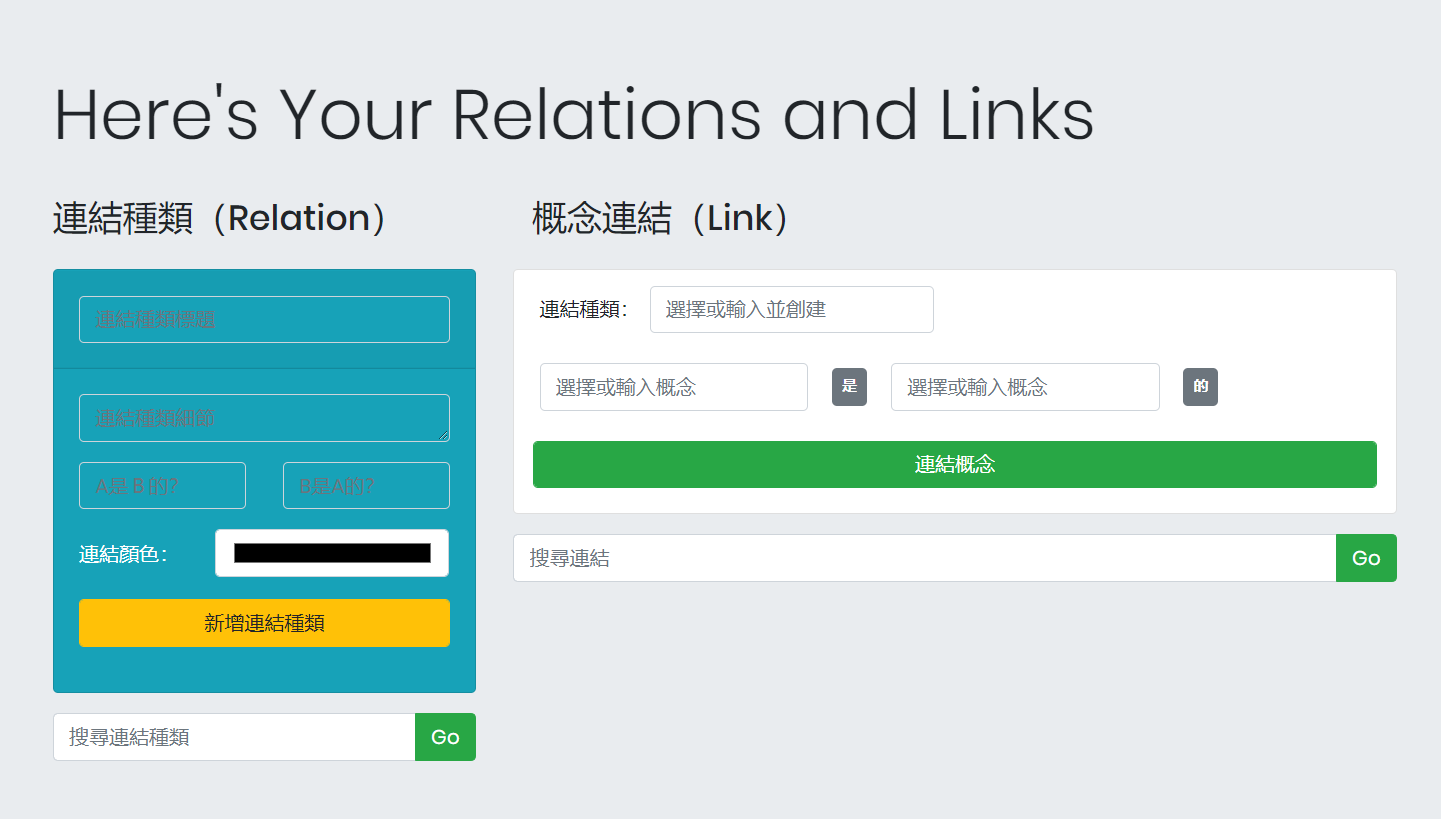 Here's Your Relations and Links
連結種類（Relation）
連結種類標題
連結種類細節
A是 B 的?
B是A的?
連結顏色：
新增連結種類
搜尋連結種類
Go
概念連結（Link）
連結種類：
選擇或輸入並創建
選擇或輸入概念
是
選擇或輸入概念
的
連結概念
搜尋連結
Go